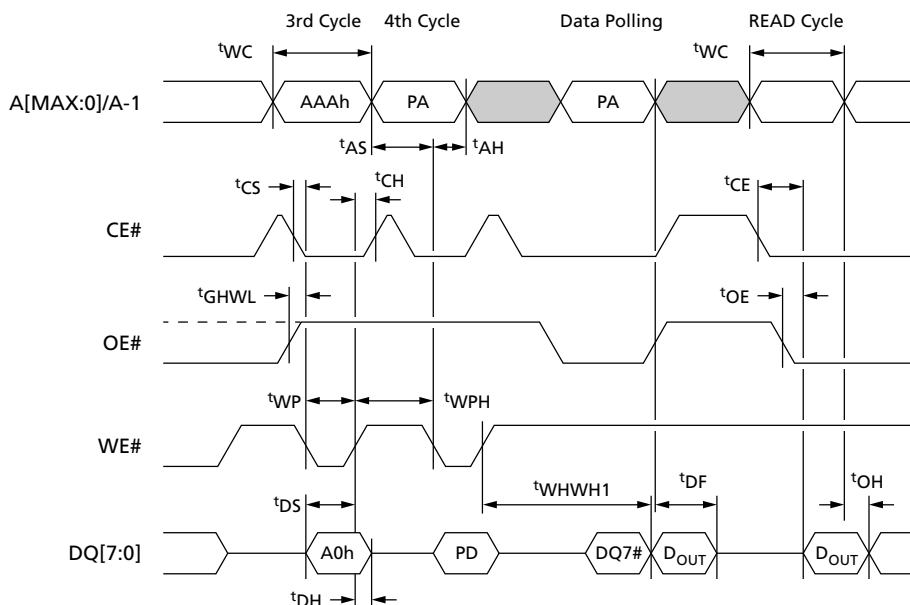 3rd Cycle 4th Cycle Data Polling READ Cycle
tWC tWC
A[MAX:0]/A-1 AAAh PA PA
tAS tAH
tCS tCH tCE
CE#
tGHWL tOE
OE#
tWP tWPH
WE#
tDS tWHWH1 tDF tOH
DQ[7:0] A0h PD DQ7# DOUT DOUT
tDH